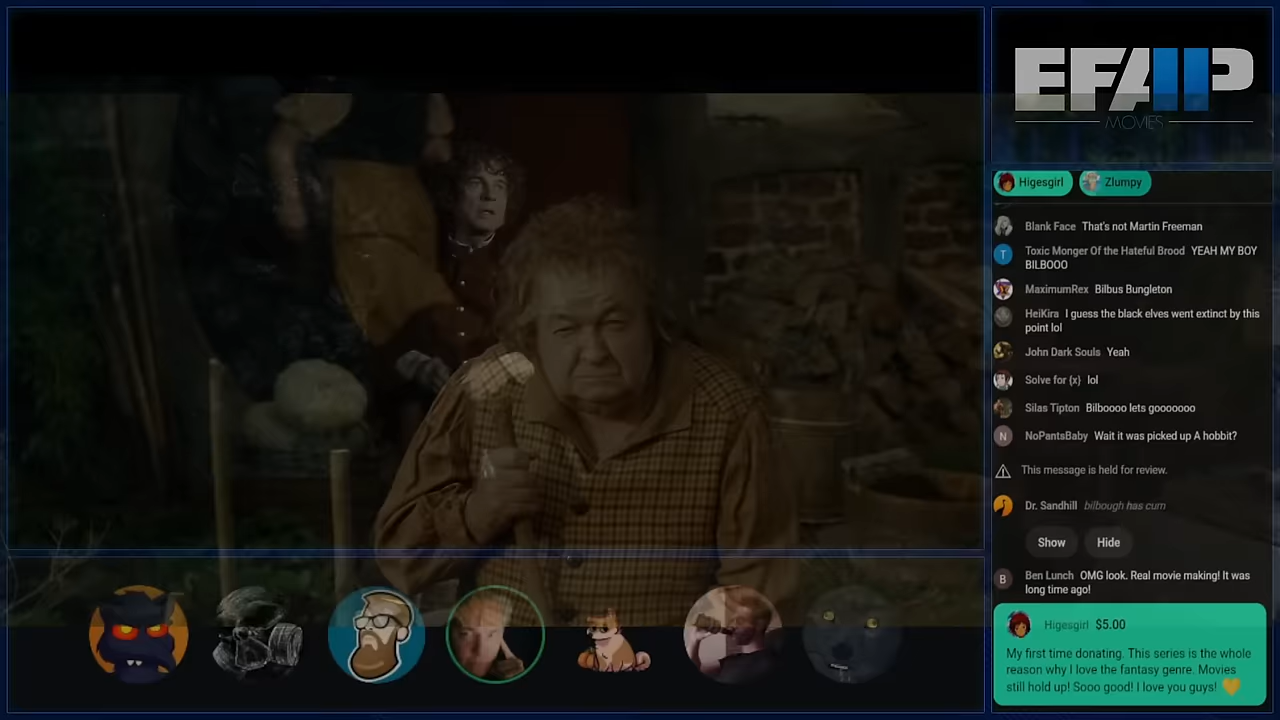 EFAP
MOVIES
Higesgirl
Zlumpy
Blank Face That's not Martin Freeman
Toxic Monger Of the Hateful Brood YEAH MY BOY
BILBOOO
MaximumRex Bilbus Bungleton
HeiKira I guess the black elves went extinct by this
point lol
John Dark Souls Yeah
Solve for {x} lol
Silas Tipton Bilboooo lets gooooooo
N NoPantsBaby Wait it was picked up A hobbit?
This message is held for review.
Dr. Sandhill bilbough has cum
Show Hide
B Ben Lunch OMG look. Real movie making! It was
long time ago!
Higesgirl $5.00
My first time donating. This series is the whole
reason why I love the fantasy genre. Movies
still hold up! Sooo good! I love you guys! 🧡